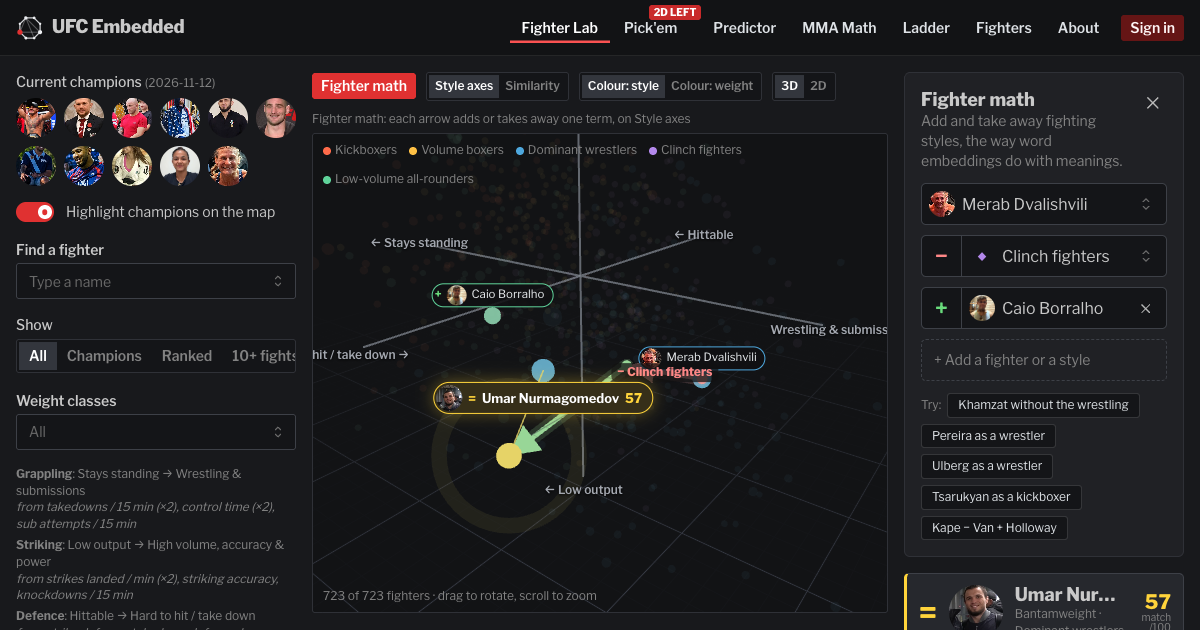 UFC Embedded
2D LEFT
Fighter Lab
Pick'em
Predictor
MMA Math
Ladder
Fighters
About
Sign in
Current champions (2026-11-12)
Highlight champions on the map
Find a fighter
Type a name
Show
All
Champions
Ranked
10+ fights
Weight classes
All
Grappling: Stays standing → Wrestling &
submissions
from takedowns / 15 min (×2), control time (×2),
sub attempts / 15 min
Striking: Low output → High volume, accuracy &
power
from strikes landed / min (×2), striking accuracy,
knockdowns / 15 min
Defence: Hittable → Hard to hit / take down
Fighter math
Style axes
Similarity
Colour: style
Colour: weight
3D
2D
Fighter math: each arrow adds or takes away one term, on Style axes
Kickboxers
Volume boxers
Dominant wrestlers
Clinch fighters
Low-volume all-rounders
← Hittable
← Stays standing
+ Caio Borralho
Wrestling & submiss
hit / take down →
Merab Dvalishvili
− Clinch fighters
= Umar Nurmagomedov 57
← Low output
723 of 723 fighters · drag to rotate, scroll to zoom
Fighter math
Add and take away fighting
styles, the way word
embeddings do with meanings.
Merab Dvalishvili
− Clinch fighters
+ Caio Borralho
+ Add a fighter or a style
Try:
Khamzat without the wrestling
Pereira as a wrestler
Ulberg as a wrestler
Tsarukyan as a kickboxer
Kape − Van + Holloway
= Umar Nur...
57
Bantamweight ·
match
Dominant wrestlers
/100